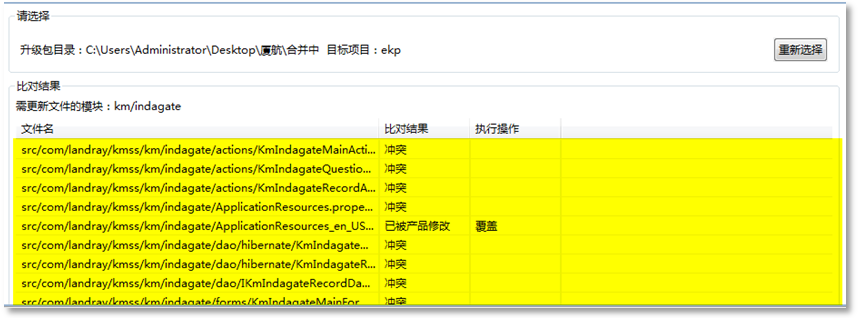 请选择
升级包目录：C:\Users\Administrator\Desktop\厦航\合并中 目标项目：ekp
重新选择
比对结果
需更新文件的模块：km/indagate
文件名 比对结果 执行操作
src/com/landray/kmss/km/indagate/actions/KmIndagateMainActi... 冲突
src/com/landray/kmss/km/indagate/actions/KmIndagateQuestio... 冲突
src/com/landray/kmss/km/indagate/actions/KmIndagateRecordA... 冲突
src/com/landray/kmss/km/indagate/ApplicationResources.prope... 冲突
src/com/landray/kmss/km/indagate/ApplicationResources_en_US... 已被产品修改 覆盖
src/com/landray/kmss/km/indagate/dao/hibernate/KmIndagate... 冲突
src/com/landray/kmss/km/indagate/dao/hibernate/KmIndagateR... 冲突
src/com/landray/kmss/km/indagate/dao/IKmIndagateRecordDa... 冲突
src/com/landray/kmss/km/indagate/forms/KmIndagateMainFor... 冲突